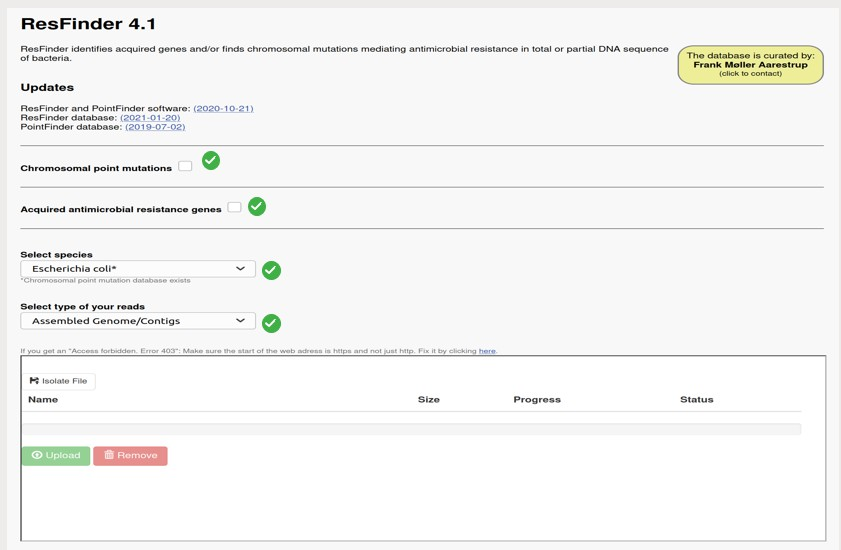 ResFinder 4.1
ResFinder identifies acquired genes and/or finds chromosomal mutations mediating antimicrobial resistance in total or partial DNA sequence
of bacteria.
The database is curated by:
Frank Møller Aarestrup
(click to contact)
Updates
ResFinder and PointFinder software: (2020-10-21)
ResFinder database: (2021-01-20)
PointFinder database: (2019-07-02)
Chromosomal point mutations
Acquired antimicrobial resistance genes
Select species
Escherichia coli*
*Chromosomal point mutation database exists
Select type of your reads
Assembled Genome/Contigs
If you get an "Access forbidden. Error 403": Make sure the start of the web adress is https and not just http. Fix it by clicking here.
Isolate File
Name Size Progress Status
Upload Remove